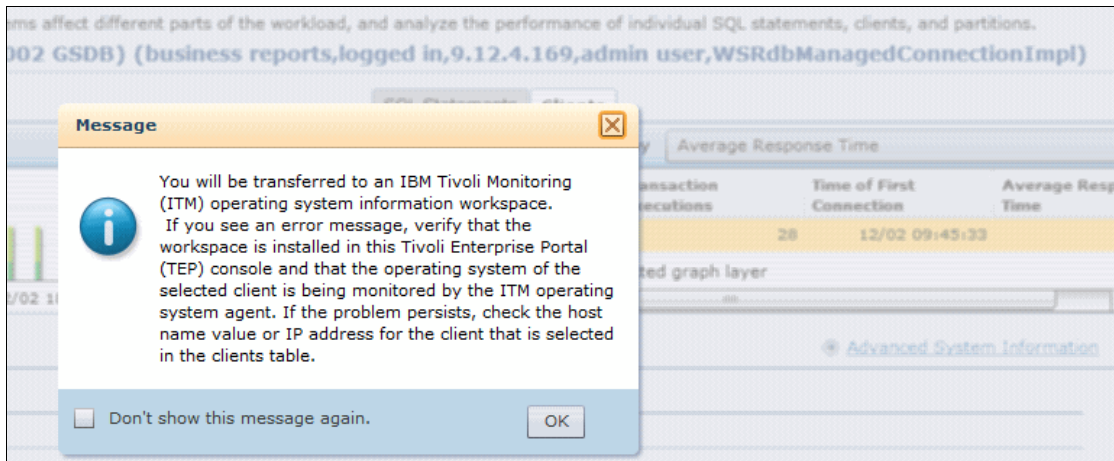 ems affect different parts of the workload, and analyze the performance of individual SQL statements, clients, and partitions.
002 GSDB) (business reports,logged in,9.12.4.169,admin user,WSRdbManagedConnectionImpl)
SQL Statements Clients
Message
y Average Response Time
You will be transferred to an IBM Tivoli Monitoring
(ITM) operating system information workspace.
If you see an error message, verify that the
workspace is installed in this Tivoli Enterprise Portal
(TEP) console and that the operating system of the
selected client is being monitored by the ITM operating
system agent. If the problem persists, check the host
name value or IP address for the client that is selected
in the clients table.
ansaction
ecutions
Time of First
Connection
Average Resp
Time
28 12/02 09:45:33
ted graph layer
2/02 10
Advanced System Information
Don't show this message again.
OK